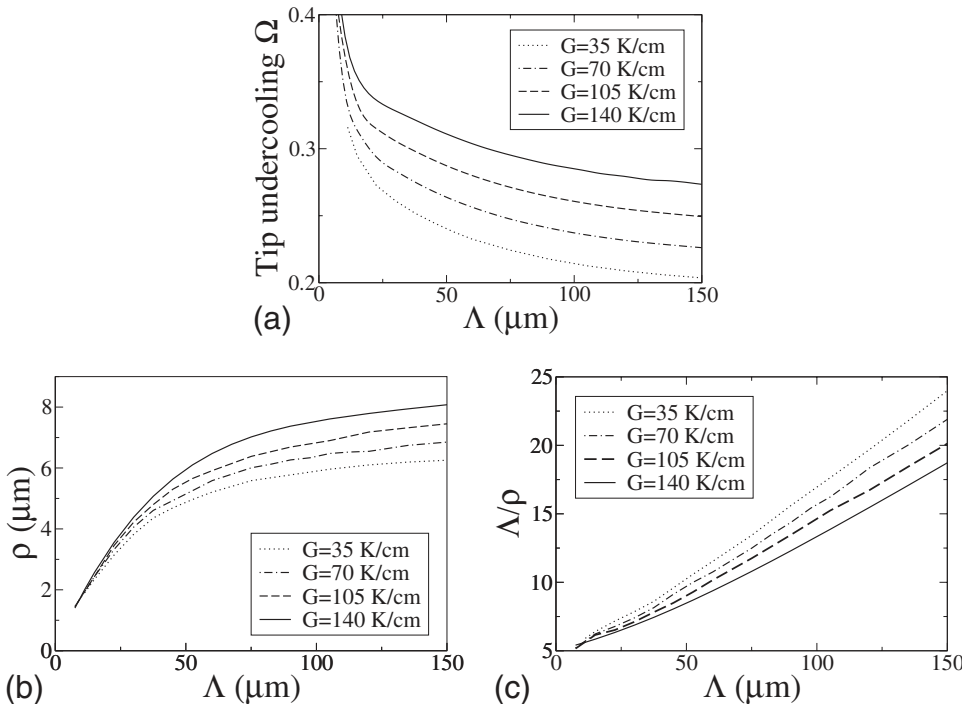 0.4
0.3
0.2
Tip undercooling Ω
G=35 K/cm
G=70 K/cm
G=105 K/cm
G=140 K/cm
0
50
100
150
(a)
Λ (μm)
8
6
4
2
0
ρ (μm)
G=35 K/cm
G=70 K/cm
G=105 K/cm
G=140 K/cm
0
50
100
150
(b)
Λ (μm)
25
20
15
10
5
Λ/ρ
G=35 K/cm
G=70 K/cm
G=105 K/cm
G=140 K/cm
0
50
100
150
(c)
Λ (μm)